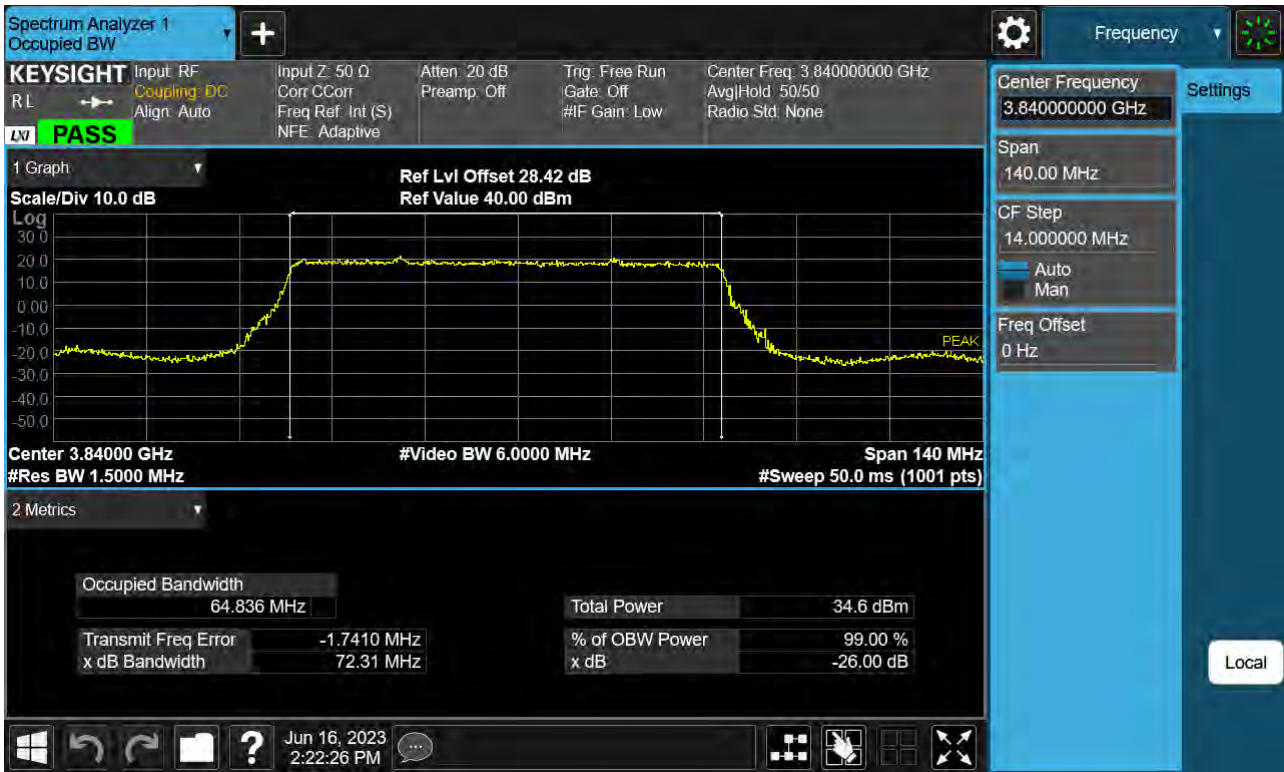 Spectrum Analyzer 1
Occupied BW
+
Frequency
KEYSIGHT
Input: RF
Coupling: DC
Align: Auto
Input Z: 50 Ω
Corr CCorr
Freq Ref: Int (S)
NFE: Adaptive
Atten: 20 dB
Preamp: Off
Trig: Free Run
Gate: Off
#IF Gain: Low
Center Freq: 3.840000000 GHz
Avg|Hold: 50/50
Radio Std: None
R L
LXI
PASS
Center Frequency
3.840000000 GHz
Settings
Span
140.00 MHz
CF Step
14.000000 MHz
Auto
Man
Freq Offset
0 Hz
Local
1 Graph
Scale/Div 10.0 dB
Ref Lvl Offset 28.42 dB
Ref Value 40.00 dBm
Log
30.0
20.0
10.0
0.00
-10.0
-20.0
-30.0
-40.0
-50.0
PEAK
Center 3.84000 GHz
#Video BW 6.0000 MHz
Span 140 MHz
#Res BW 1.5000 MHz
#Sweep 50.0 ms (1001 pts)
2 Metrics
Occupied Bandwidth
64.836 MHz
Total Power 34.6 dBm
Transmit Freq Error -1.7410 MHz
% of OBW Power 99.00 %
x dB Bandwidth 72.31 MHz
x dB -26.00 dB
?
Jun 16, 2023
2:22:26 PM